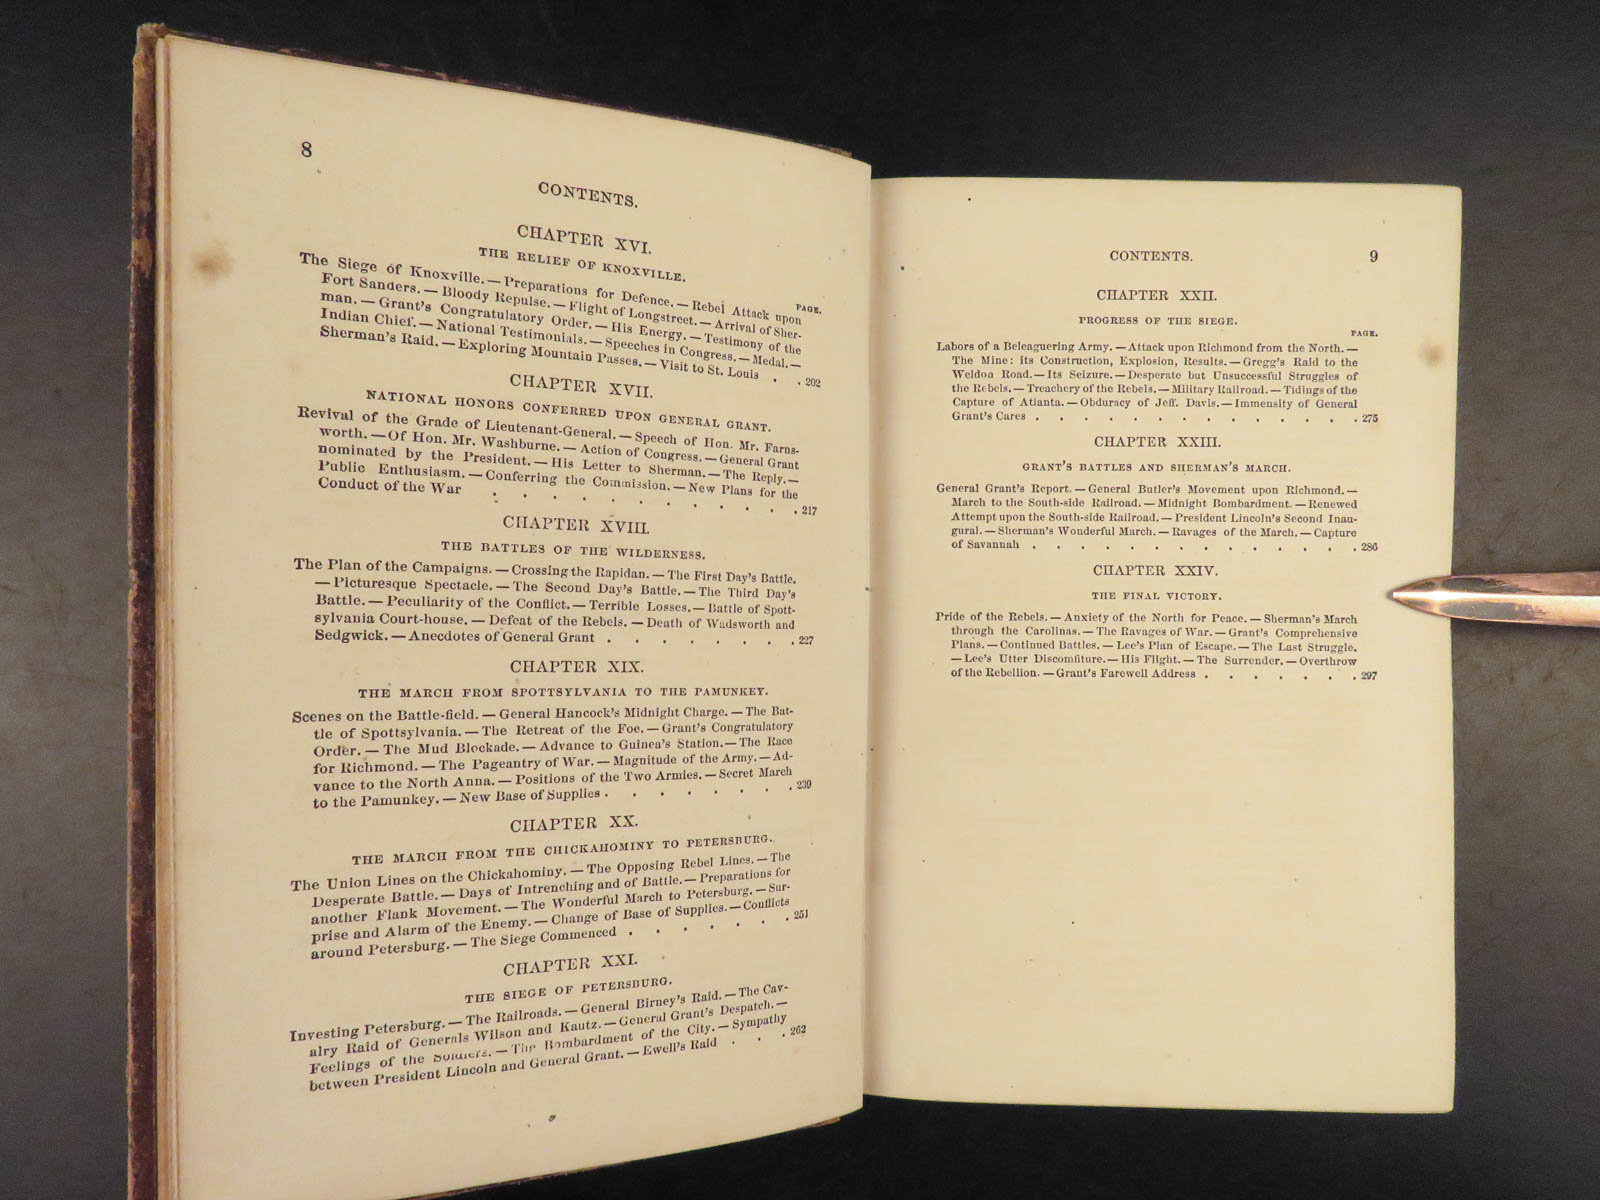 8
CONTENTS.
CHAPTER XVI.
THE RELIEF OF KNOXVILLE.
PAGE.
The Siege of Knoxville. — Preparations for Defence. — Rebel Attack upon
Fort Sanders. — Bloody Repulse. — Flight of Longstreet. — Arrival of Sher-
man. — Grant's Congratulatory Order. — His Energy. — Testimony of the
Indian Chief. — National Testimonials. — Speeches in Congress. — Medal. —
Sherman's Raid. — Exploring Mountain Passes. — Visit to St. Louis . . 202
CHAPTER XVII.
NATIONAL HONORS CONFERRED UPON GENERAL GRANT.
Revival of the Grade of Lieutenant-General. — Speech of Hon. Mr. Farns-
worth. — Of Hon. Mr. Washburne. — Action of Congress. — General Grant
nominated by the President. — His Letter to Sherman. — The Reply. —
Public Enthusiasm. — Conferring the Commission. — New Plans for the
Conduct of the War . . . . . . . . . . . 217
CHAPTER XVIII.
THE BATTLES OF THE WILDERNESS.
The Plan of the Campaigns. — Crossing the Rapidan. — The First Day's Battle.
— Picturesque Spectacle. — The Second Day's Battle. — The Third Day's
Battle. — Peculiarity of the Conflict. — Terrible Losses. — Battle of Spott-
sylvania Court-house. — Defeat of the Rebels. — Death of Wadsworth and
Sedgwick. — Anecdotes of General Grant . . . . . . . . 227
CHAPTER XIX.
THE MARCH FROM SPOTTSYLVANIA TO THE PAMUNKEY.
Scenes on the Battle-field. — General Hancock's Midnight Charge. — The Bat-
tle of Spottsylvania. — The Retreat of the Foe. — Grant's Congratulatory
Order. — The Mud Blockade. — Advance to Guinea's Station. — The Race
for Richmond. — The Pageantry of War. — Magnitude of the Army. — Ad-
vance to the North Anna. — Positions of the Two Armies. — Secret March
to the Pamunkey. — New Base of Supplies . . . . . . . . 239
CHAPTER XX.
THE MARCH FROM THE CHICKAHOMINY TO PETERSBURG.
The Union Lines on the Chickahominy. — The Opposing Rebel Lines. — The
Desperate Battle. — Days of Intrenching and of Battle. — Preparations for
another Flank Movement. — The Wonderful March to Petersburg. — Sur-
prise and Alarm of the Enemy. — Change of Base of Supplies. — Conflicts
around Petersburg. — The Siege Commenced . . . . . . . 251
CHAPTER XXI.
THE SIEGE OF PETERSBURG.
Investing Petersburg. — The Railroads. — General Birney's Raid. — The Cav-
alry Raid of Generals Wilson and Kautz. — General Grant's Despatch. —
Feelings of the Soldiers. — The Bombardment of the City. — Sympathy
between President Lincoln and General Grant. — Ewell's Raid . . . 262
CONTENTS. 9
CHAPTER XXII.
PROGRESS OF THE SIEGE.
PAGE.
Labors of a Beleaguering Army. — Attack upon Richmond from the North. —
The Mine: its Construction, Explosion, Results. — Gregg's Raid to the
Weldon Road. — Its Seizure. — Desperate but Unsuccessful Struggles of
the Rebels. — Treachery of the Rebels. — Military Railroad. — Tidings of the
Capture of Atlanta. — Obduracy of Jeff. Davis. — Immensity of General
Grant's Cares . . . . . . . . . . . . . . 275
CHAPTER XXIII.
GRANT'S BATTLES AND SHERMAN'S MARCH.
General Grant's Report. — General Butler's Movement upon Richmond. —
March to the South-side Railroad. — Midnight Bombardment. — Renewed
Attempt upon the South-side Railroad. — President Lincoln's Second Inau-
gural. — Sherman's Wonderful March. — Ravages of the March. — Capture
of Savannah . . . . . . . . . . . . . . 286
CHAPTER XXIV.
THE FINAL VICTORY.
Pride of the Rebels. — Anxiety of the North for Peace. — Sherman's March
through the Carolinas. — The Ravages of War. — Grant's Comprehensive
Plans. — Continued Battles. — Lee's Plan of Escape. — The Last Struggle.
— Lee's Utter Discomfiture. — His Flight. — The Surrender. — Overthrow
of the Rebellion. — Grant's Farewell Address . . . . . . . 297